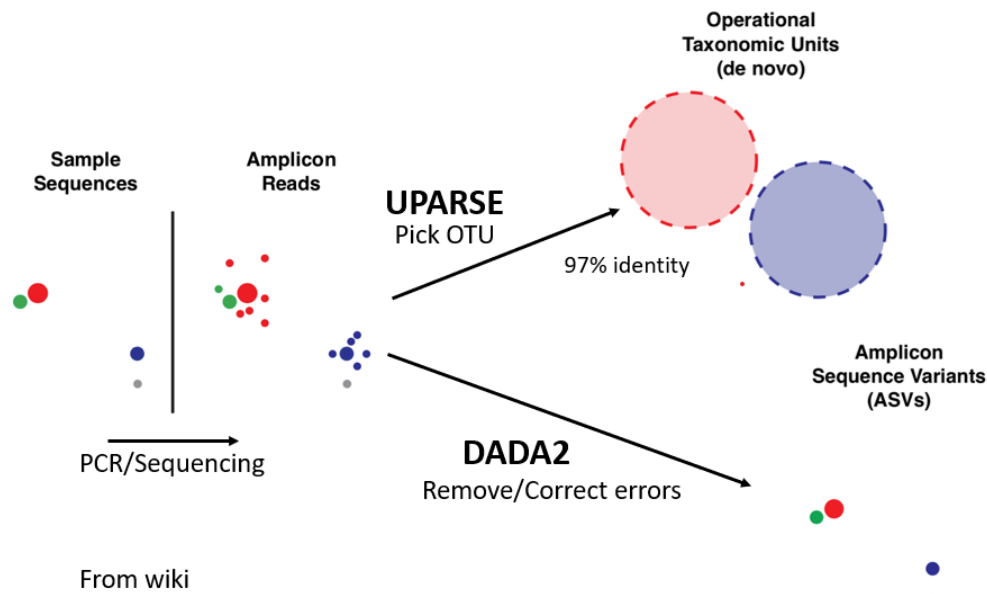 Operational
Taxonomic Units
(de novo)
Sample
Sequences
Amplicon
Reads
UPARSE
Pick OTU
97% identity
Amplicon
Sequence Variants
(ASVs)
PCR/Sequencing
DADA2
Remove/Correct errors
From wiki